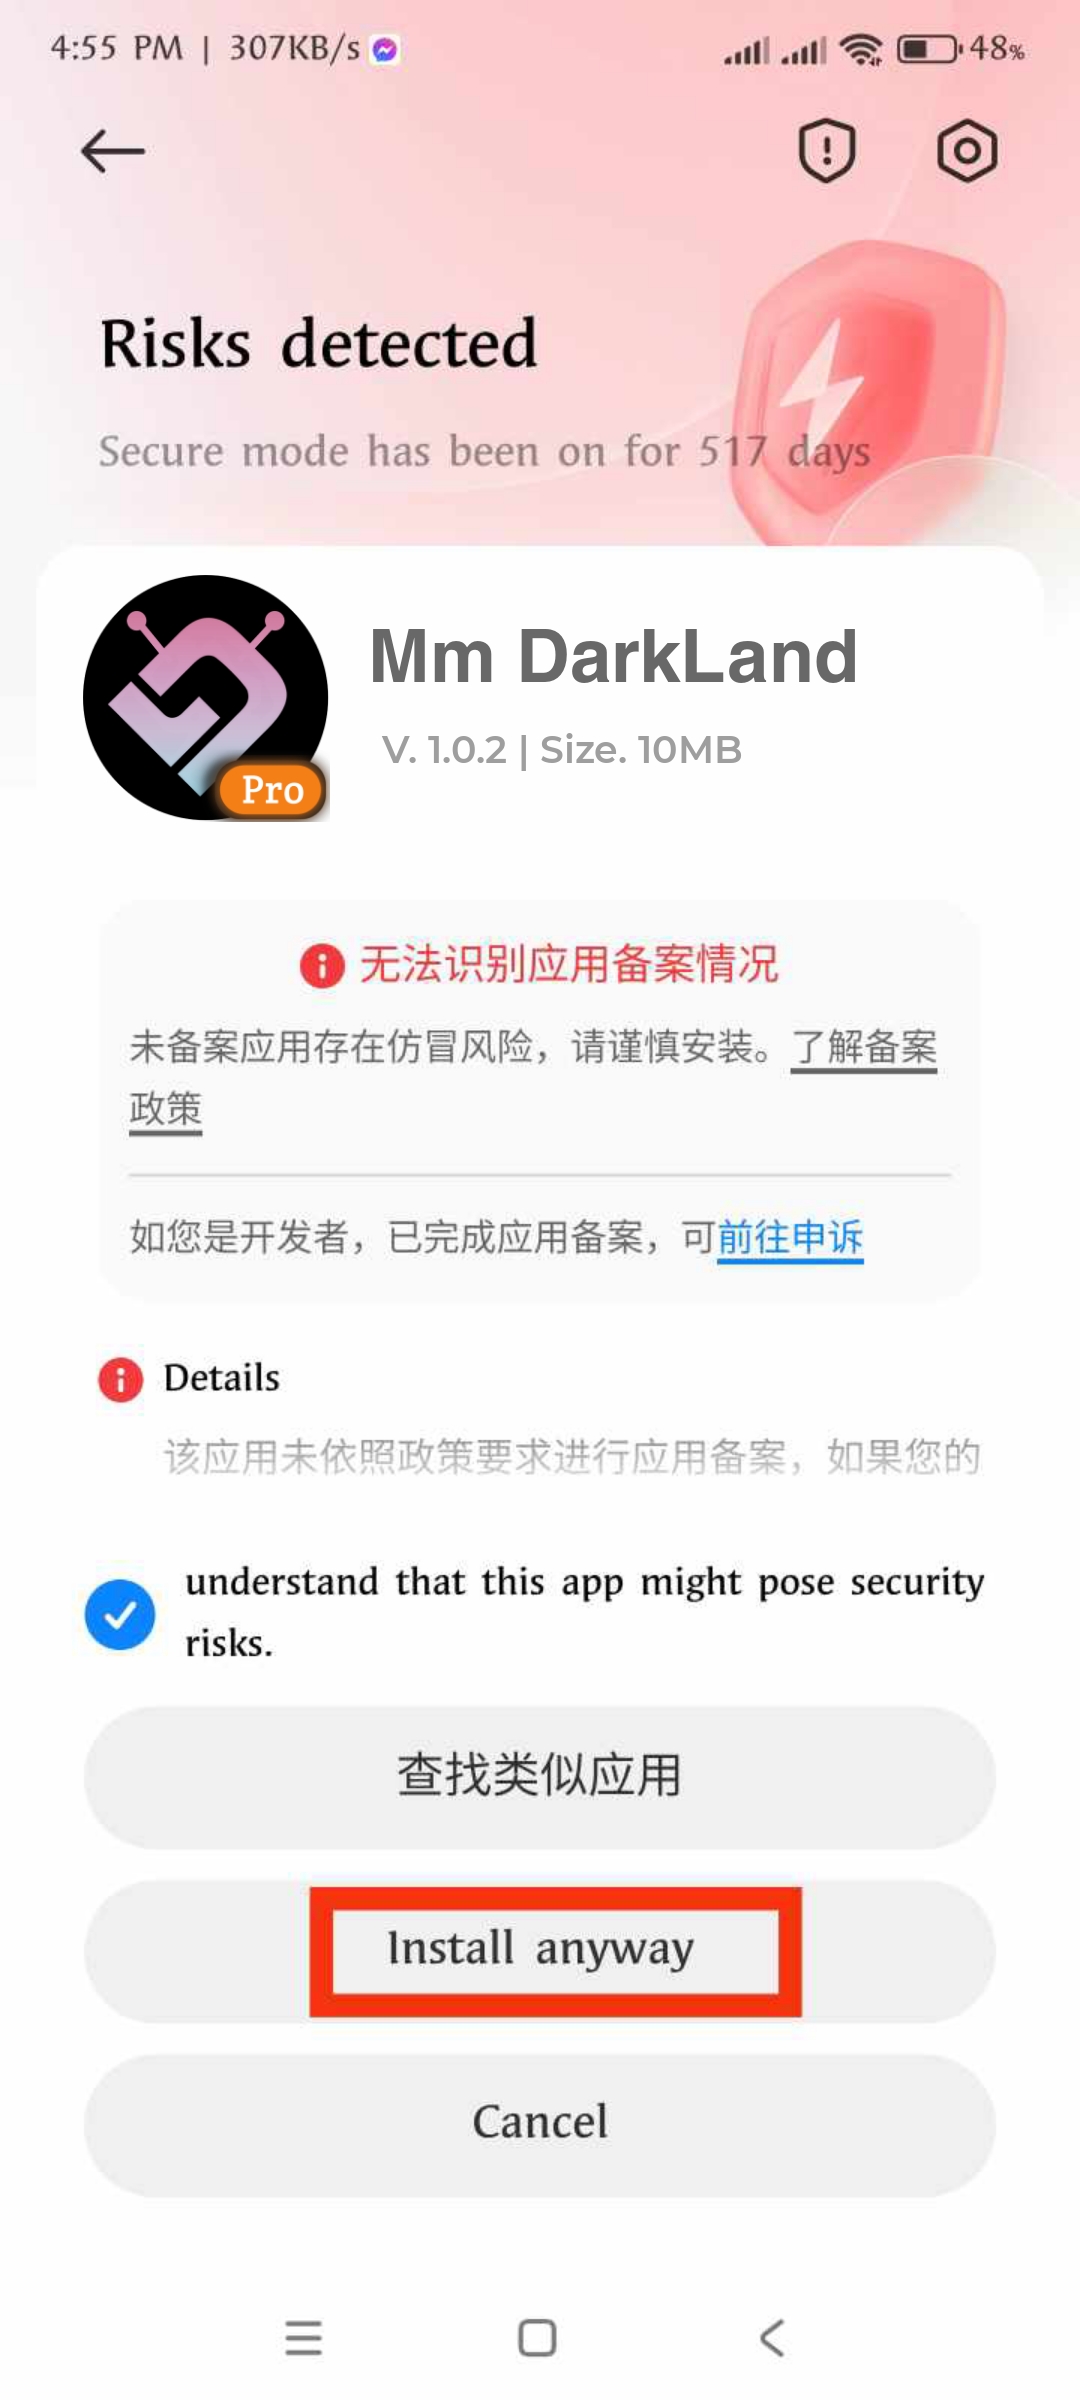 4:55 PM | 307KB/s
48%
Risks detected
Secure mode has been on for 517 days
Mm DarkLand
V. 1.0.2 | Size. 10MB
Pro
无法识别应用备案情况
未备案应用存在仿冒风险，请谨慎安装。了解备案
政策
如您是开发者，已完成应用备案，可前往申诉
Details
该应用未依照政策要求进行应用备案，如果您的
understand that this app might pose security
risks.
查找类似应用
Install anyway
Cancel